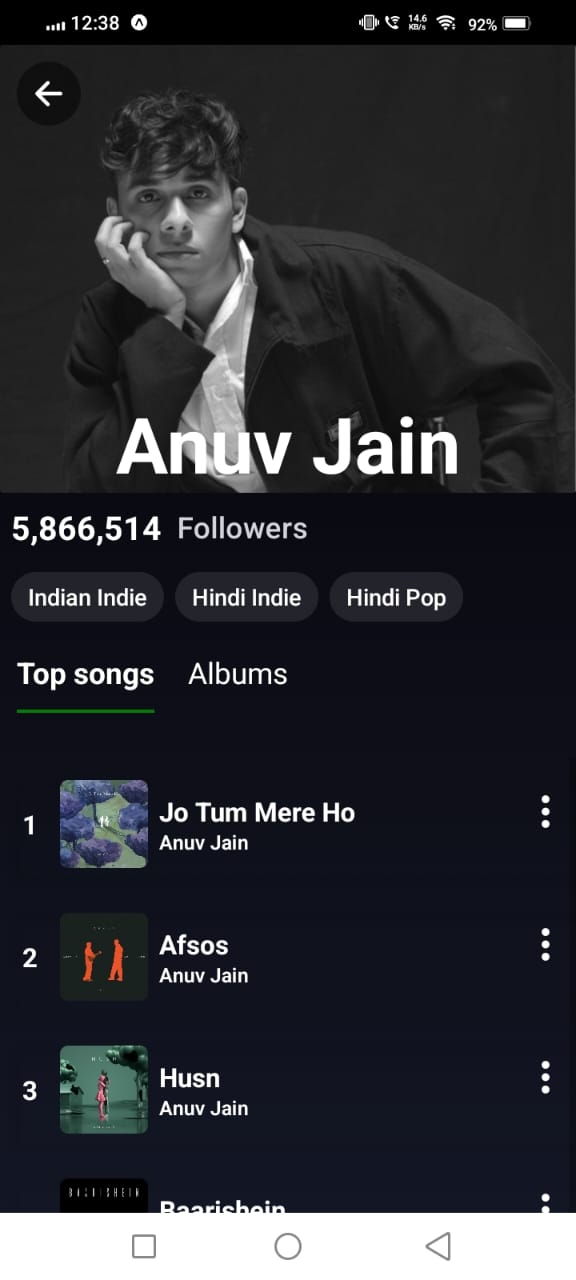 12:38
14.6
KB/s
92%
Anuv Jain
5,866,514 Followers
Indian Indie
Hindi Indie
Hindi Pop
Top songs
Albums
1
Jo Tum Mere Ho
Anuv Jain
2
Afsos
Anuv Jain
3
Husn
Anuv Jain
BAARISHEIN
Baarishein